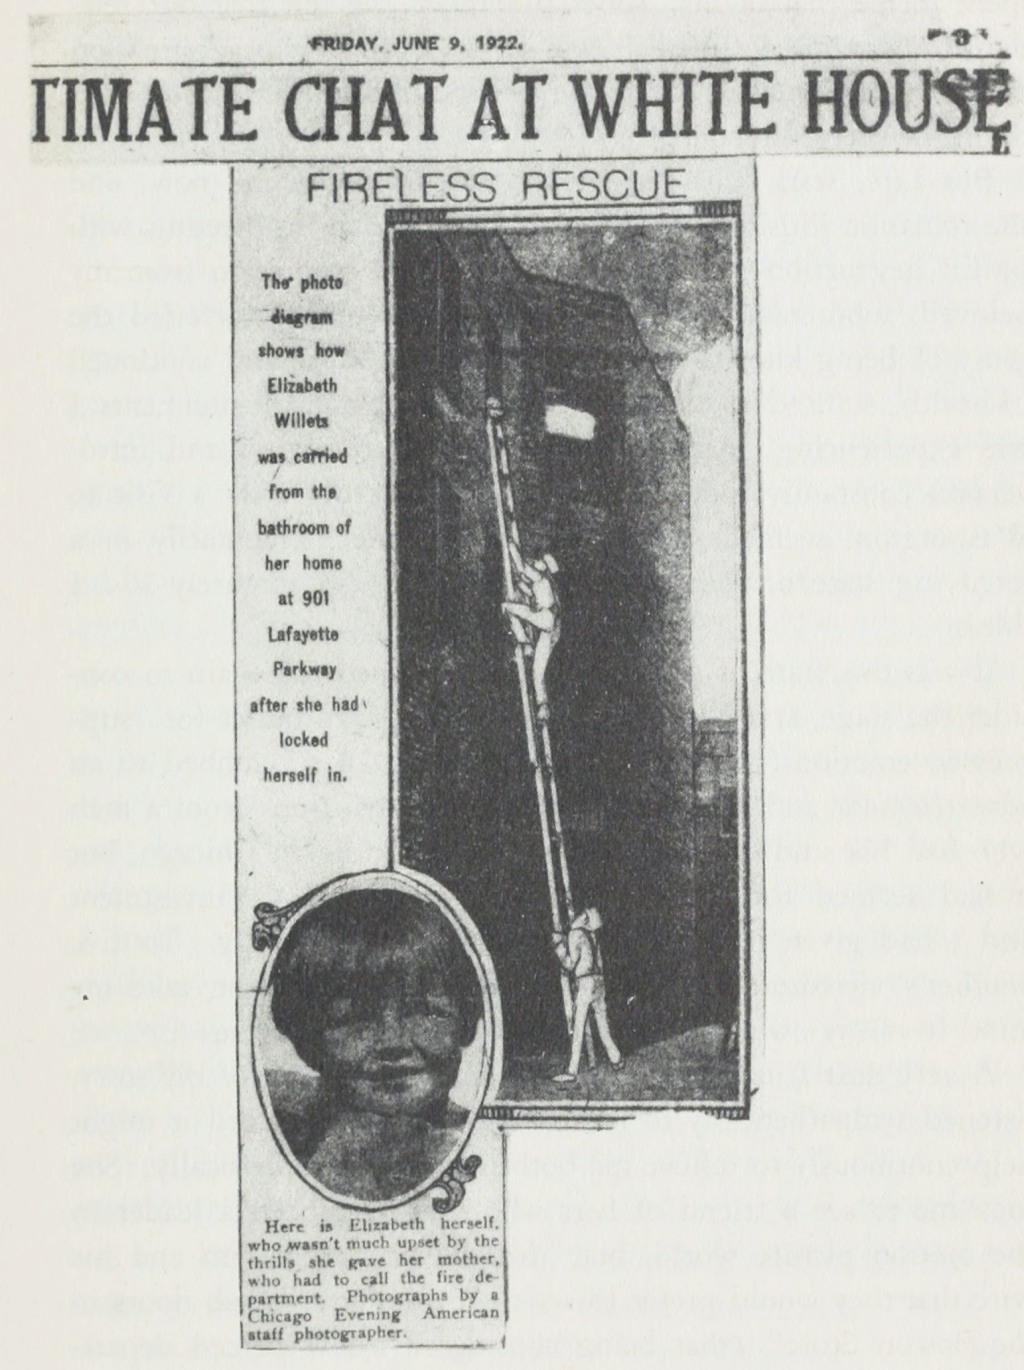 FRIDAY, JUNE 9, 1922.
3
TIMATE CHAT AT WHITE HOUSE
FIRELESS RESCUE
The photo
diagram
shows how
Elizabeth
Willets
was carried
from the
bathroom of
her home
at 901
Lafayette
Parkway
after she had
locked
herself in.
Here is Elizabeth herself,
who wasn't much upset by the
thrills she gave her mother,
who had to call the fire de-
partment. Photographs by a
Chicago Evening American
staff photographer.